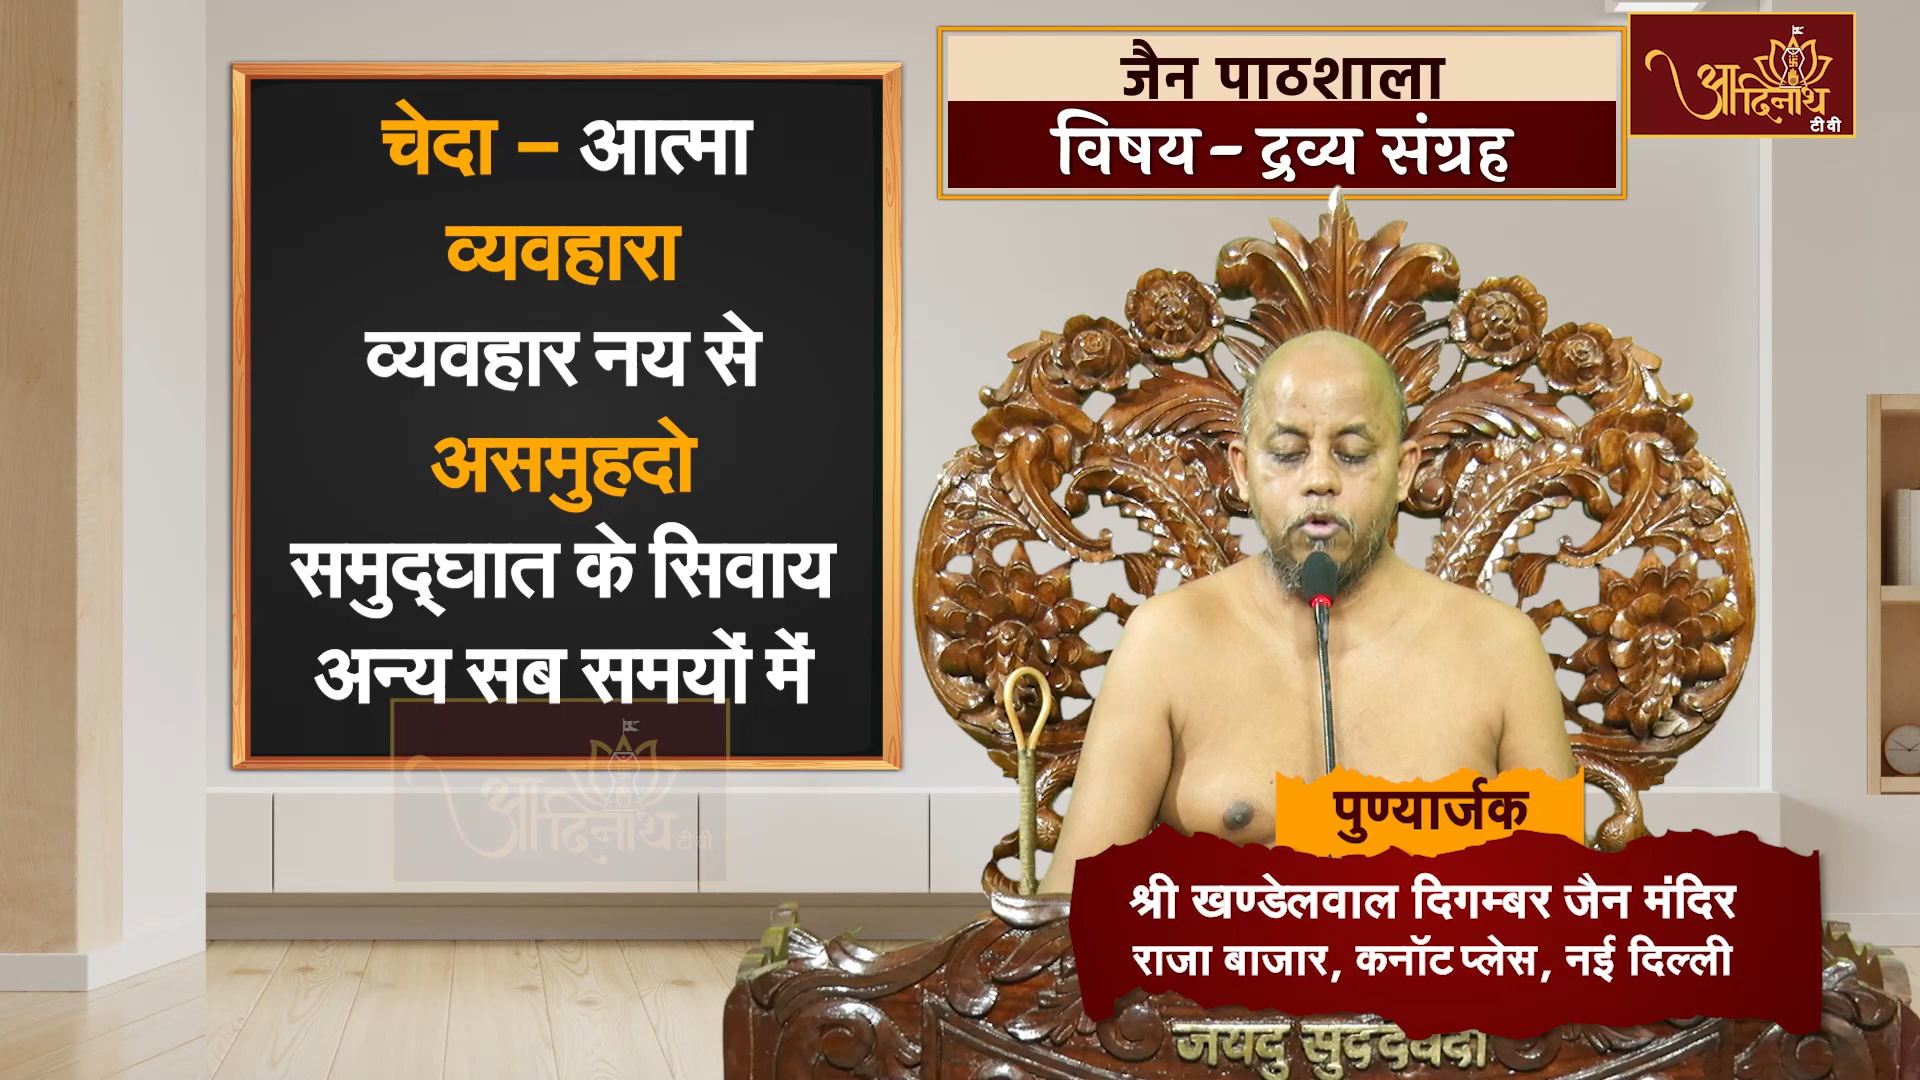 चेदा – आत्मा
व्यवहारा
व्यवहार नय से
असमुहदो
समुद्घात के सिवाय
अन्य सब समयों में
जैन पाठशाला
विषय – द्रव्य संग्रह
आदिनाथ
टी वी
पुण्यार्जक
श्री खण्डेलवाल दिगम्बर जैन मंदिर
राजा बाजार, कनॉट प्लेस, नई दिल्ली
जयदु सुददेवदा
आदिनाथ
टी वी